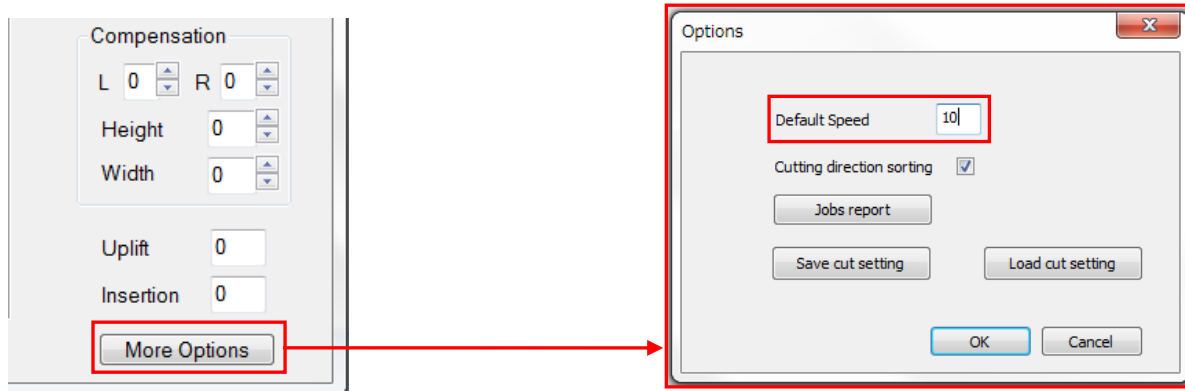 Compensation
L 0 R 0
Height 0
Width 0
Uplift 0
Insertion 0
More Options
Options
Default Speed 10
Cutting direction sorting
Jobs report
Save cut setting Load cut setting
OK Cancel